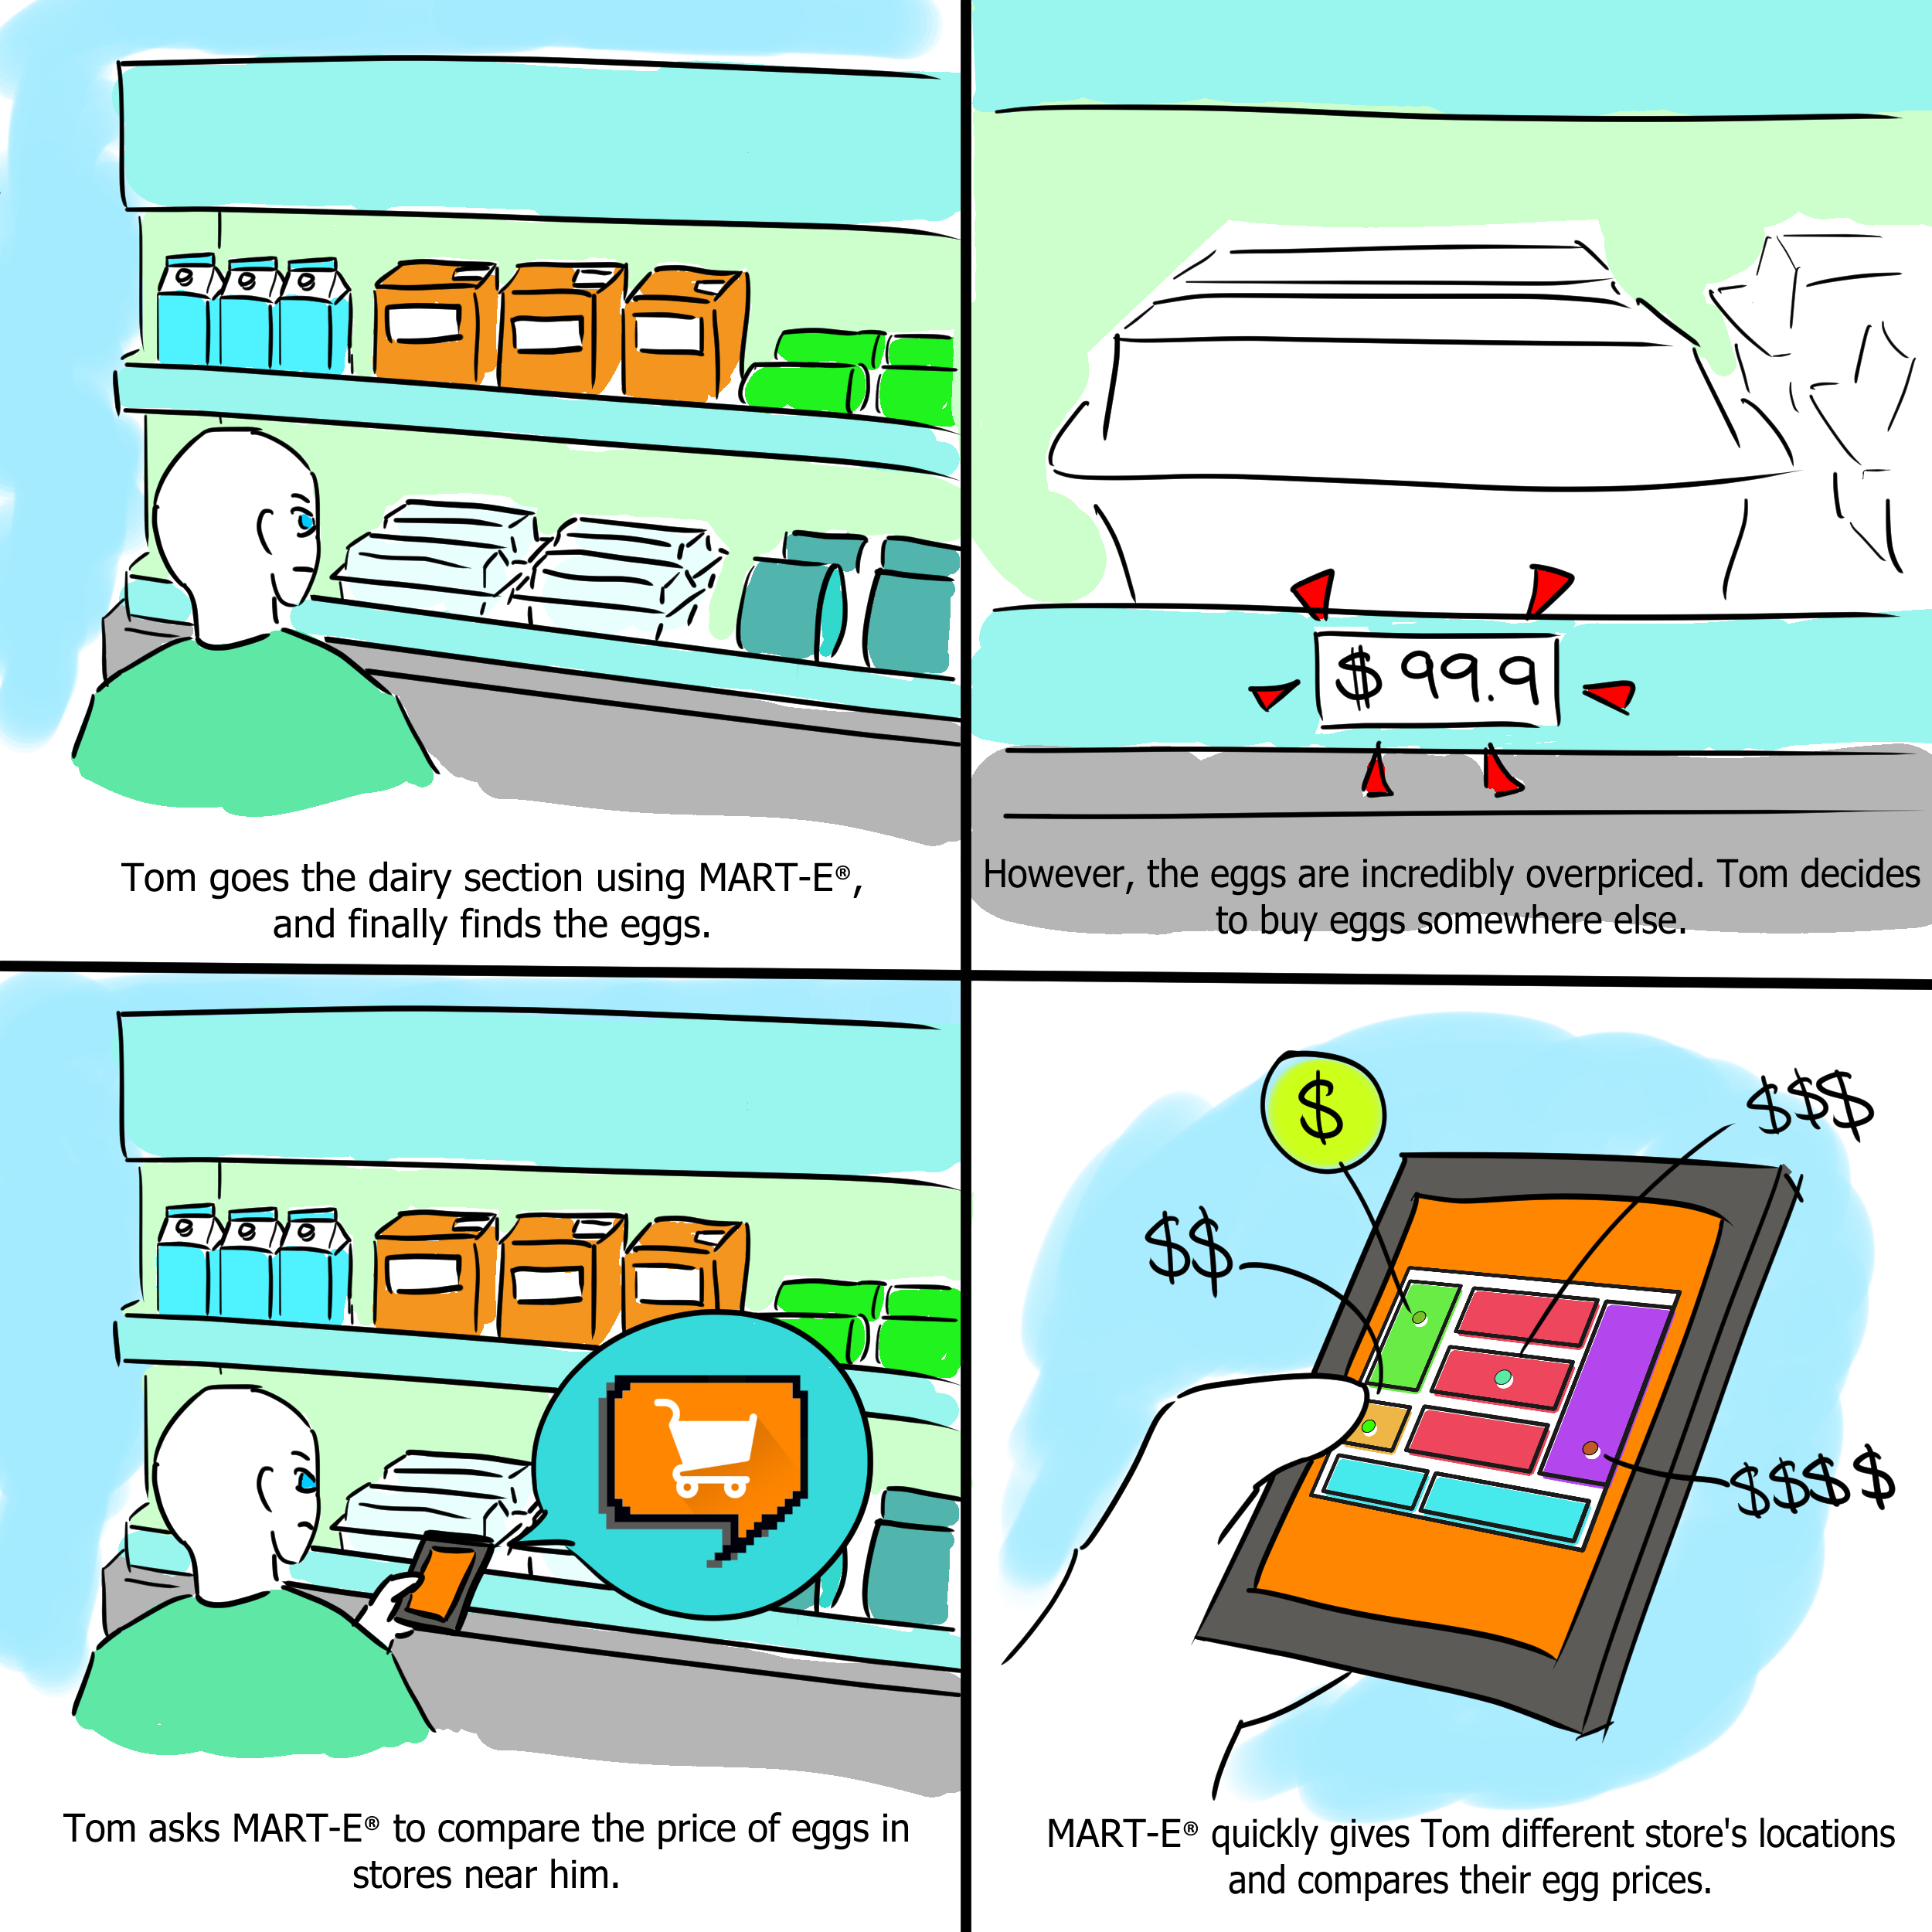 Tom goes the dairy section using MART-E®,
and finally finds the eggs.
$ 99.9
However, the eggs are incredibly overpriced. Tom decides
to buy eggs somewhere else.
Tom asks MART-E® to compare the price of eggs in
stores near him.
$
$$$
$$
$$$$
MART-E® quickly gives Tom different store's locations
and compares their egg prices.